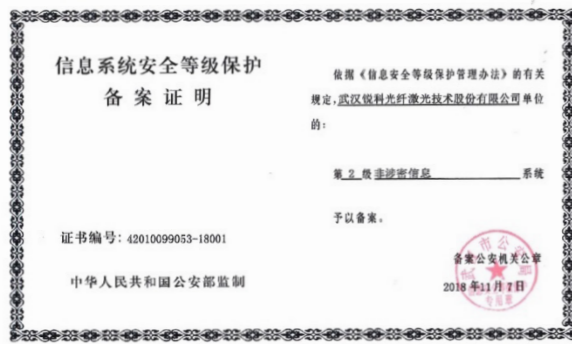 信息系统安全等级保护
备案证明
证书编号: 42010099053-18001
中华人民共和国公安部监制
依据《信息安全等级保护管理办法》的有关
规定,武汉锐科光纤激光技术股份有限公司单位
的:
第 2 级非涉密信息 系统
予以备案。
备案公安机关公章
2018 年11月 7日